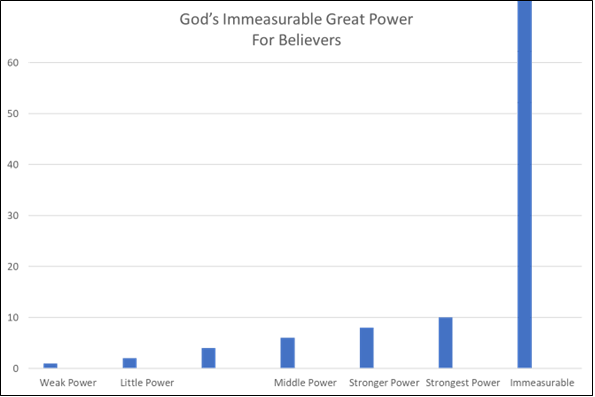 God's Immeasurable Great Power
For Believers
60
50
40
30
20
10
0
Weak Power
Little Power
Middle Power
Stronger Power
Strongest Power
Immeasurable